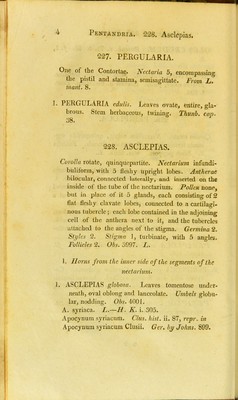 4 Pentandria. 228. Asclepias.
227. PERGULARIA.
One of the Contortæ. Nectaria 5, encompassing
the pistil and stamina, semisagittate. From L.
mant. 8.
1. PERGULARIA edulis. Leaves ovate, entire, gla-
brous. Stem herbaceous, twining. Thunb. cap.
38.
228. ASCLEPIAS.
Corolla rotate, quinquepartite. Nectarium infundi-
buliform, with 5 fleshy upright lobes. Antherae
bilocular, connected laterally, and inserted on the
inside of the tube of the nectarium. Pollen none,
but in place of it 5 glands, each consisting of 2
flat fleshy clavate lobes, connected to a cartilagi-
nous tubercle; each lobe contained in the adjoining
cell of the anthera next to it, and the tubercles
attached to the angles of the stigma. Germina 2.
Styles 2. Stigma 1, turbinate, with 5 angles.
Follicles 2. Obs. 3997. L.
1. Horns from the inner side of the segments of the
nectarium.
1. ASCLEPIAS globosa. Leaves tomentose under-
neath, oval oblong and lanceolate. Umbels globu-
lar, nodding. Obs. 4001.
A. syriaca. L.—H. K. i. 305.
Apocynum syriacum. Clus. hist. ii. 87, repr. in
Apocynum syriacum Clusii. Ger. by Johns. 899.